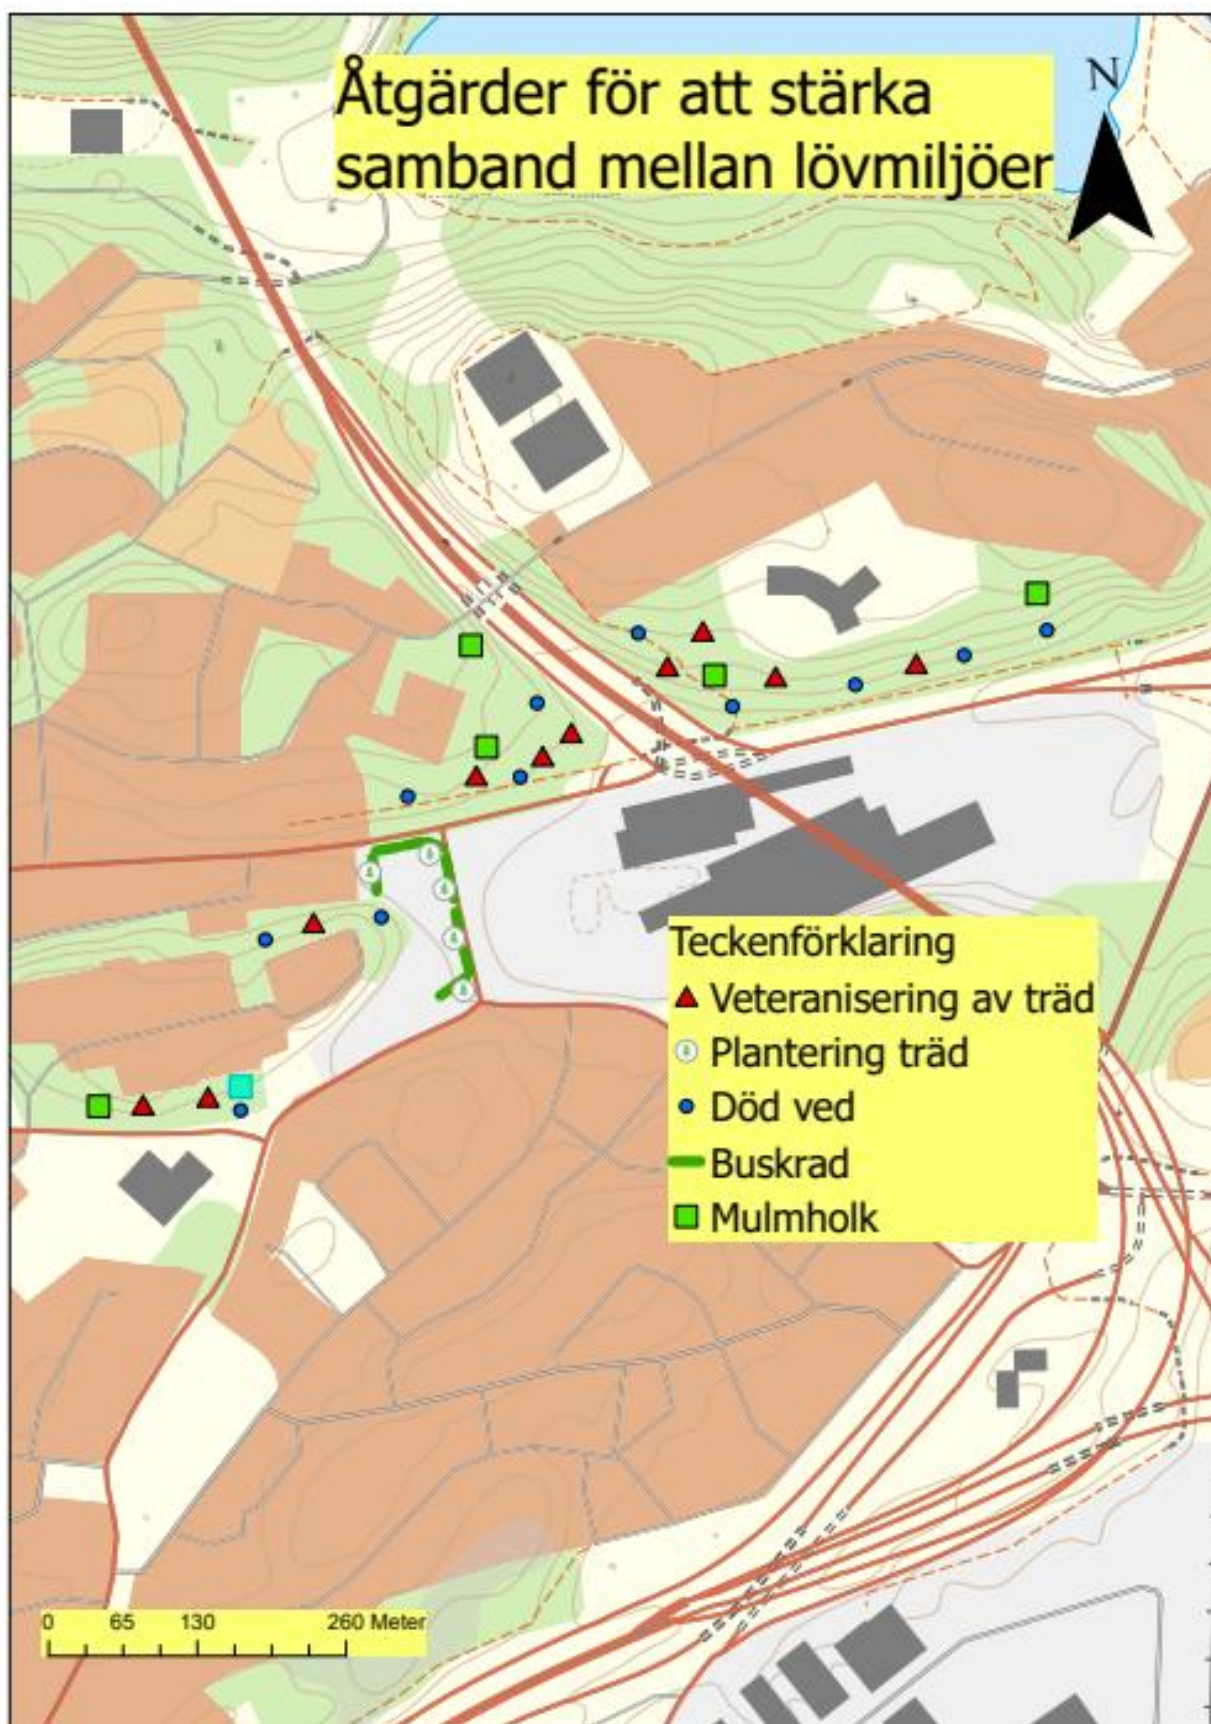 Åtgärder för att stärka
samband mellan lövmiljöer
N
Teckenförklaring
Veteranisering av träd
Plantering träd
Död ved
Buskrad
Mulmholk
0 65 130 260 Meter